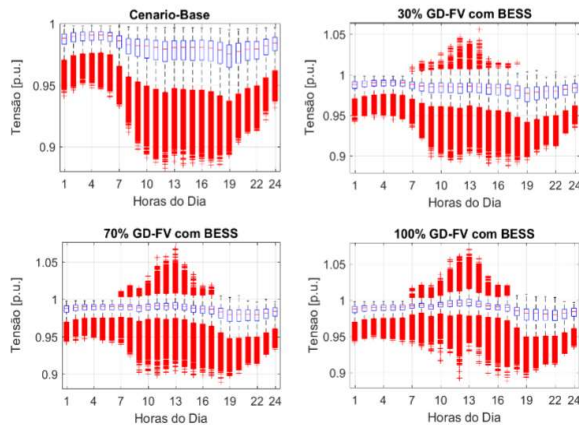 Cenario-Base
1
0.95
0.9
Tensão [p.u.]
1 4 7 10 13 16 19 22 24
Horas do Dia
30% GD-FV com BESS
1.05
1
0.95
0.9
Tensão [p.u.]
1 4 7 10 13 16 19 22 24
Horas do Dia
70% GD-FV com BESS
1.05
1
0.95
0.9
Tensão [p.u.]
1 4 7 10 13 16 19 22 24
Horas do Dia
100% GD-FV com BESS
1.05
1
0.95
0.9
Tensão [p.u.]
1 4 7 10 13 16 19 22 24
Horas do Dia